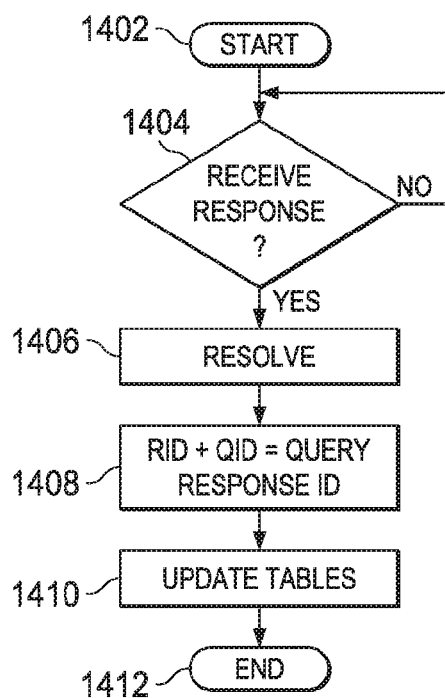 1402
START
1404
RECEIVE
RESPONSE
?
NO
YES
1406
RESOLVE
1408
RID + QID = QUERY
RESPONSE ID
1410
UPDATE TABLES
1412
END